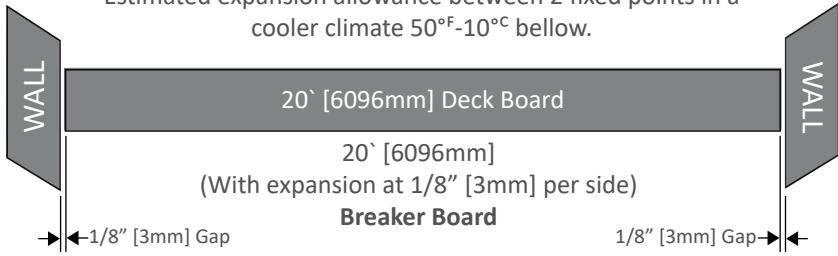 Estimated expansion allowance between 2 fixed points in a
cooler climate 50°ᶠ-10°ᶜ bellow.
WALL
20` [6096mm] Deck Board
WALL
20` [6096mm]
(With expansion at 1/8” [3mm] per side)
Breaker Board
1/8” [3mm] Gap
1/8” [3mm] Gap